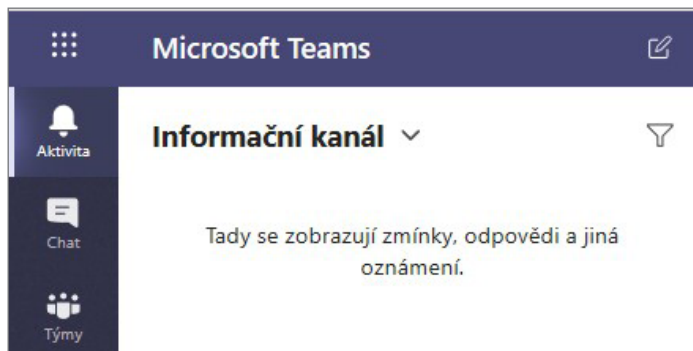 Microsoft Teams
Aktivita
Informační kanál
Chat
Tady se zobrazují zmínky, odpovědi a jiná
oznámení.
Týmy